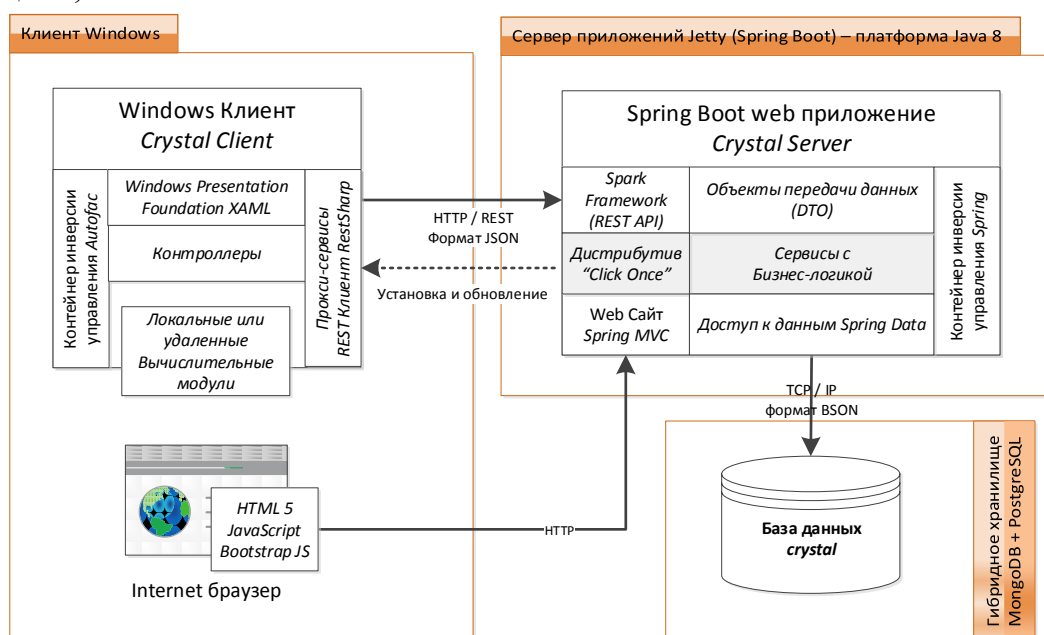 Клиент Windows
Сервер приложений Jetty (Spring Boot) – платформа Java 8
Windows Клиент
Crystal Client
Контейнер инверсии
управления Autofac
Windows Presentation
Foundation XAML
Контроллеры
Локальные или
удаленные
Вычислительные
модули
Прокси-сервисы
REST Клиент RestSharp
HTTP / REST
Формат JSON
Установка и обновление
Spring Boot web приложение
Crystal Server
Spark
Framework
(REST API)
Объекты передачи данных
(DTO)
Дистрибутив
“Click Once”
Сервисы с
Бизнес-логикой
Web Сайт
Spring MVC
Доступ к данным Spring Data
Контейнер инверсии
управления Spring
TCP / IP
формат BSON
HTML 5
JavaScript
Bootstrap JS
Internet браузер
HTTP
База данных
crystal
Гибридное хранилище
MongoDB + PostgreSQL